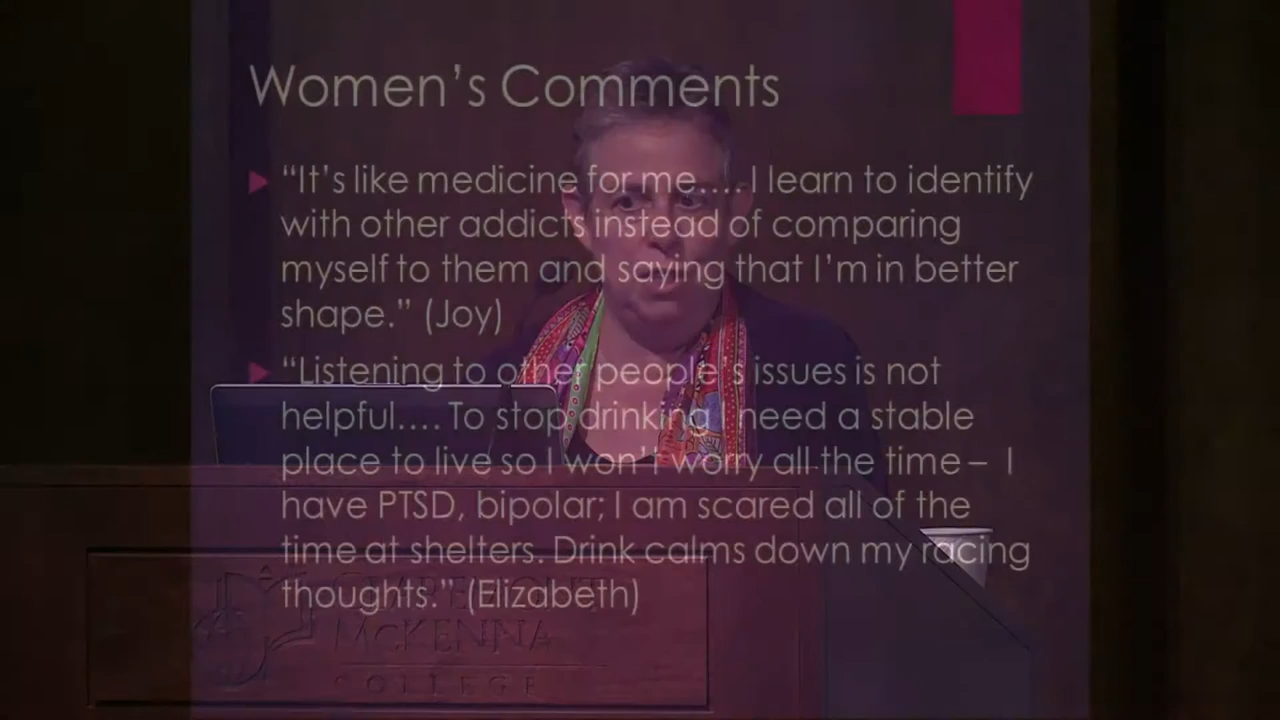 Women's Comments
"It's like medicine for me.... I learn to identify
with other addicts instead of comparing
myself to them and saying that I'm in better
shape." (Joy)
"Listening to other people's issues is not
helpful.... To stop drinking I need a stable
place to live so I won't worry all the time – I
have PTSD, bipolar; I am scared all of the
time at shelters. Drink calms down my racing
thoughts." (Elizabeth)
CLAREMONT
MCKENNA
COLLEGE